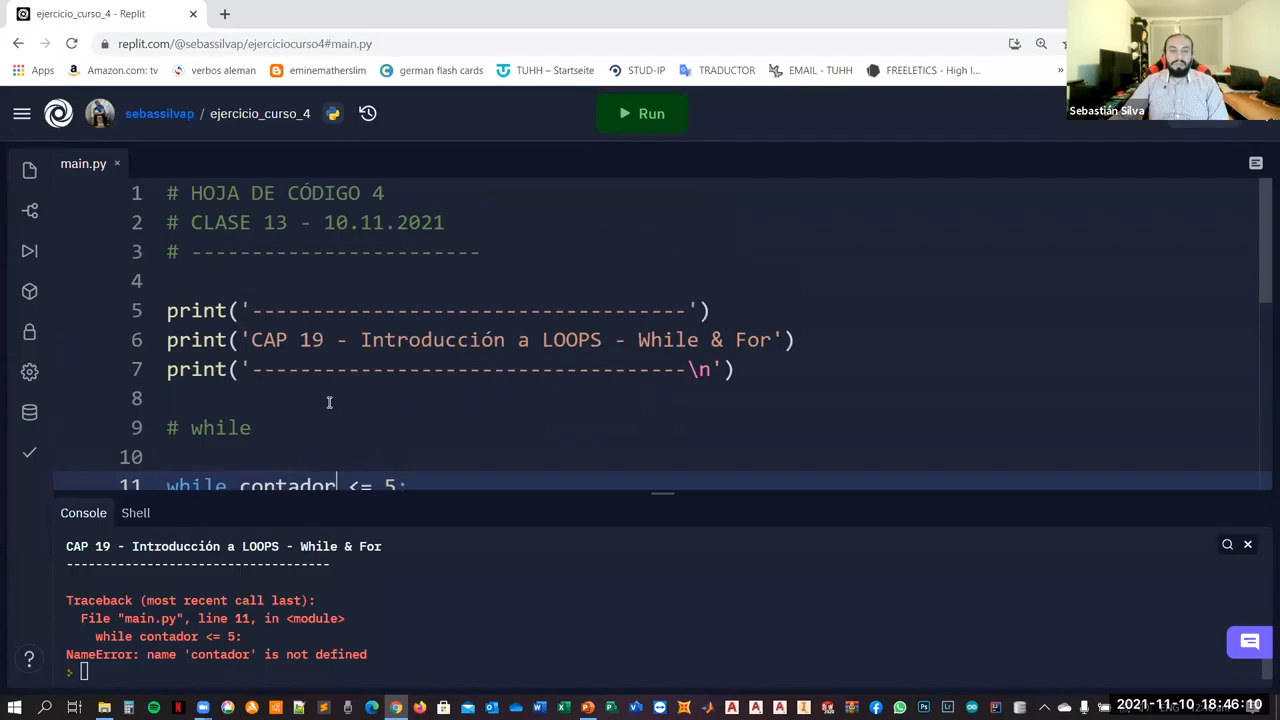 ejercicio_curso_4 - Replit
replit.com/@sebassilvap/ejerciciocurso4#main.py
Apps
Amazon.com: tv
verbos aleman
eminemathers​lim
german flash card
TUHH – Startseite
STUD-IP
TRADUCTOR
EMAIL - TUHH
FREELETICS - High I...
»
Sebastián Silva
sebassilvap / ejercicio_curso_4
Run
main.py
1 # HOJA DE CÓDIGO 4
2 # CLASE 13 - 10.11.2021
3 # ------------------------
4
5 print('------------------------------------')
6 print('CAP 19 - Introducción a LOOPS - While & For')
7 print('------------------------------------\n')
8
9 # while
10
11 while contador <= 5:
Console
Shell
CAP 19 - Introducción a LOOPS - While & For
------------------------------------
Traceback (most recent call last):
File "main.py", line 11, in <module>
while contador <= 5:
NameError: name 'contador' is not defined
2021-11-10 18:46:10